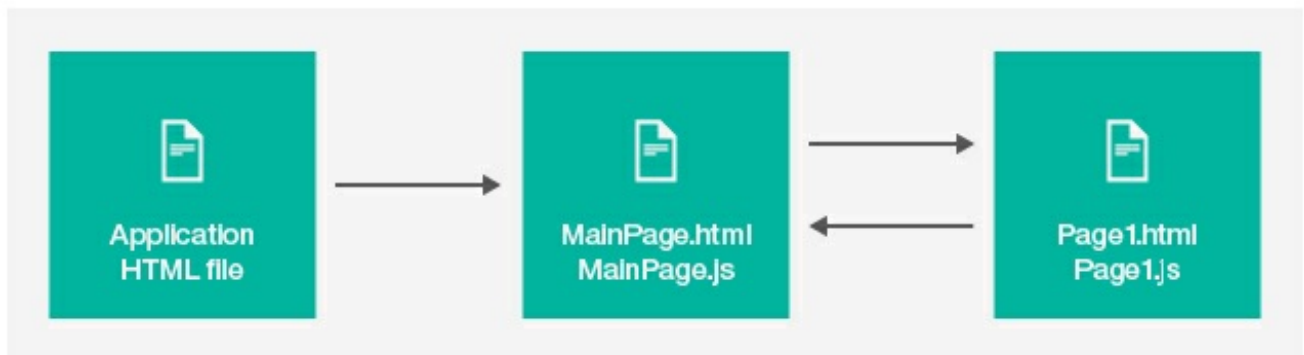 Application
HTML file
MainPage.html
MainPage.js
Page1.html
Page1.js